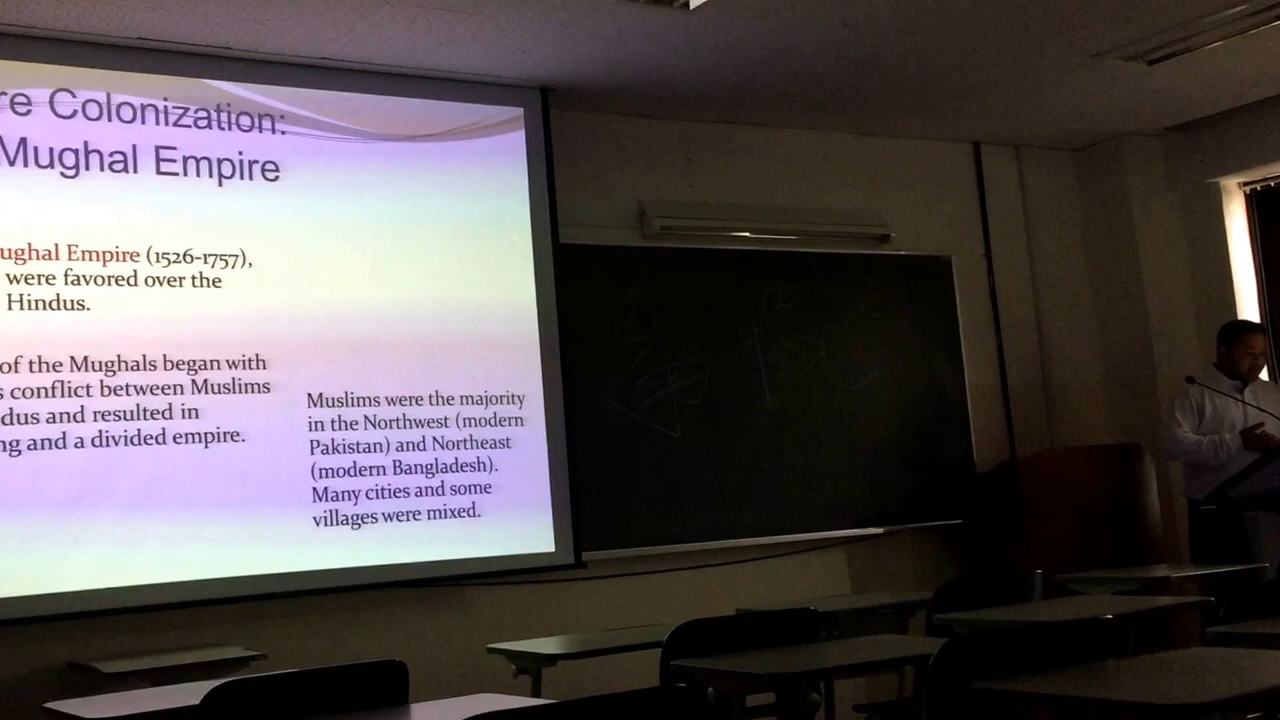 re Colonization:
Mughal Empire
ughal Empire (1526-1757),
were favored over the
Hindus.
of the Mughals began with
s conflict between Muslims
dus and resulted in
ng and a divided empire.
Muslims were the majority
in the Northwest (modern
Pakistan) and Northeast
(modern Bangladesh).
Many cities and some
villages were mixed.